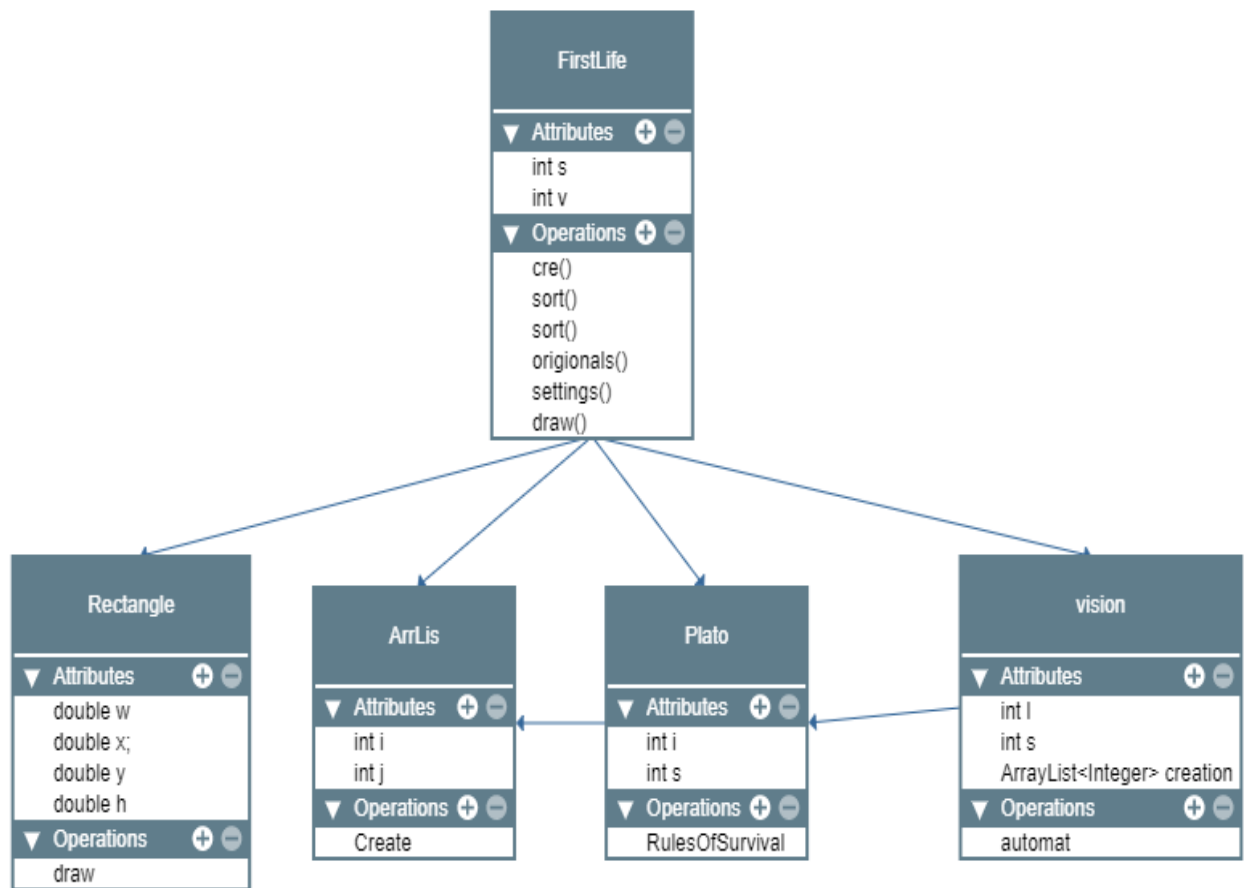 FirstLife
Attributes
int s
int v
Operations
cre()
sort()
sort()
origionals()
settings()
draw()
Rectangle
Attributes
double w
double x;
double y
double h
Operations
draw
ArrLis
Attributes
int i
int j
Operations
Create
Plato
Attributes
int i
int s
Operations
RulesOfSurvival
vision
Attributes
int l
int s
ArrayList<Integer> creation
Operations
automat